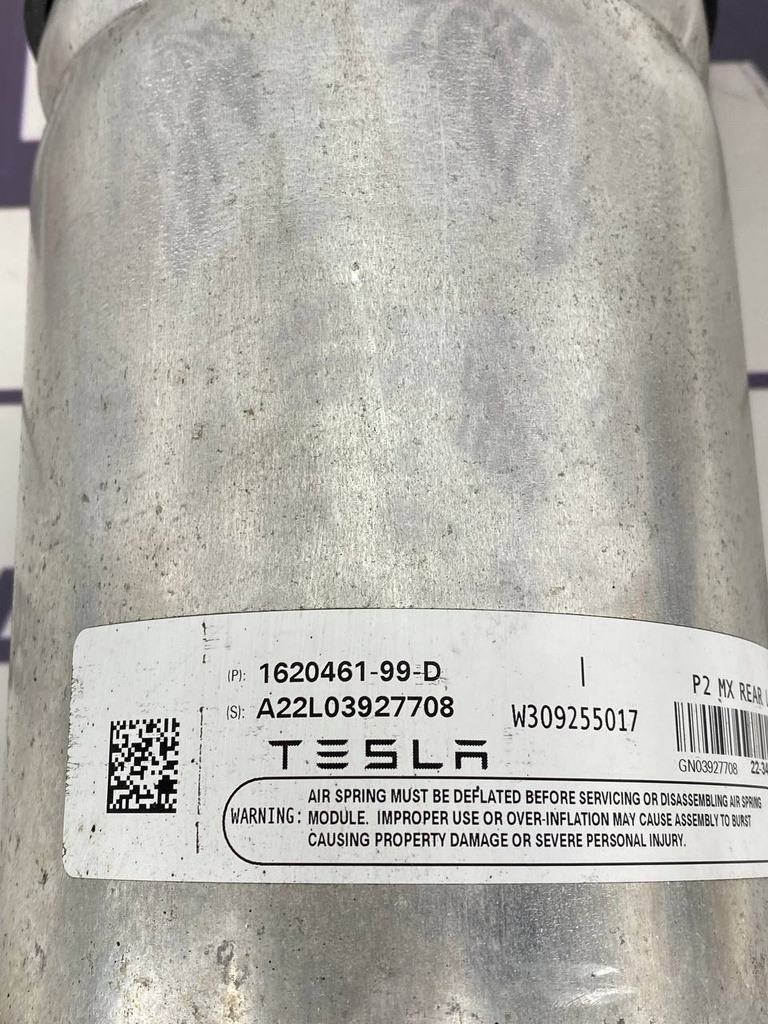 (P): 1620461-99-D
(S): A22L03927708
TESLA
W309255017
P2 MX REAR
GN03927708 22-34
WARNING: AIR SPRING MUST BE DEFLATED BEFORE SERVICING OR DISASSEMBLING AIR SPRING
MODULE. IMPROPER USE OR OVER-INFLATION MAY CAUSE ASSEMBLY TO BURST
CAUSING PROPERTY DAMAGE OR SEVERE PERSONAL INJURY.